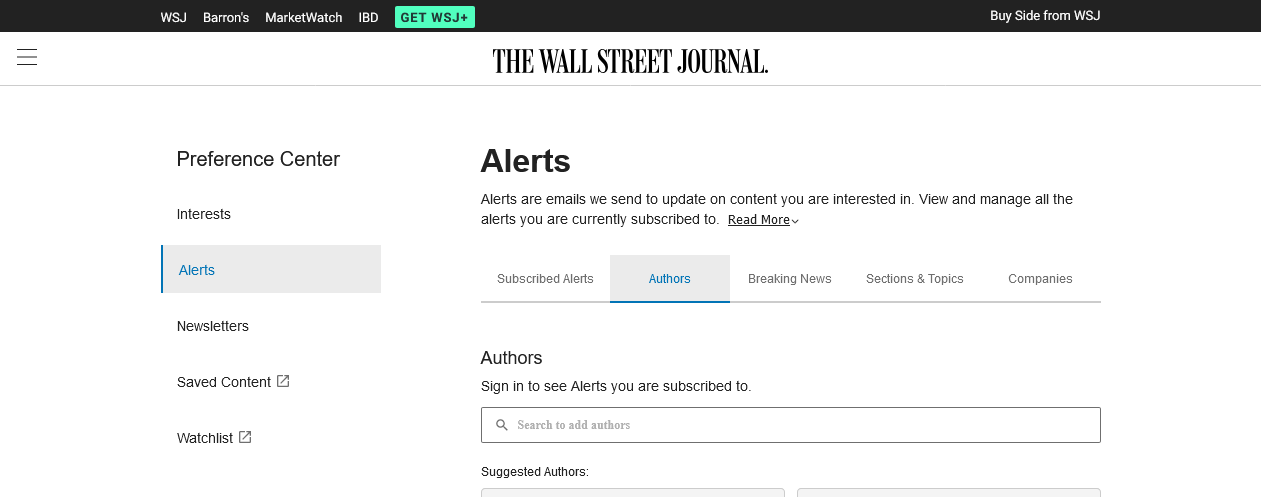 WSJ Barron's MarketWatch IBD GET WSJ+ Buy Side from WSJ
THE WALL STREET JOURNAL.
Preference Center
Interests
Alerts
Newsletters
Saved Content
Watchlist
Alerts
Alerts are emails we send to update on content you are interested in. View and manage all the
alerts you are currently subscribed to. Read More
Subscribed Alerts Authors Breaking News Sections & Topics Companies
Authors
Sign in to see Alerts you are subscribed to.
Search to add authors
Suggested Authors: